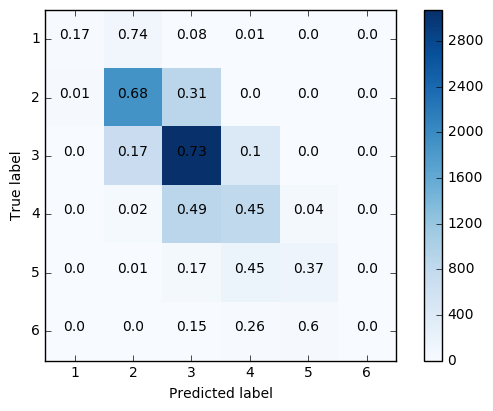 1 0.17 0.74 0.08 0.01 0.0 0.0
2 0.01 0.68 0.31 0.0 0.0 0.0
3 0.0 0.17 0.73 0.1 0.0 0.0
4 0.0 0.02 0.49 0.45 0.04 0.0
5 0.0 0.01 0.17 0.45 0.37 0.0
6 0.0 0.0 0.15 0.26 0.6 0.0
1 2 3 4 5 6
Predicted label
True label
2800
2400
2000
1600
1200
800
400
0